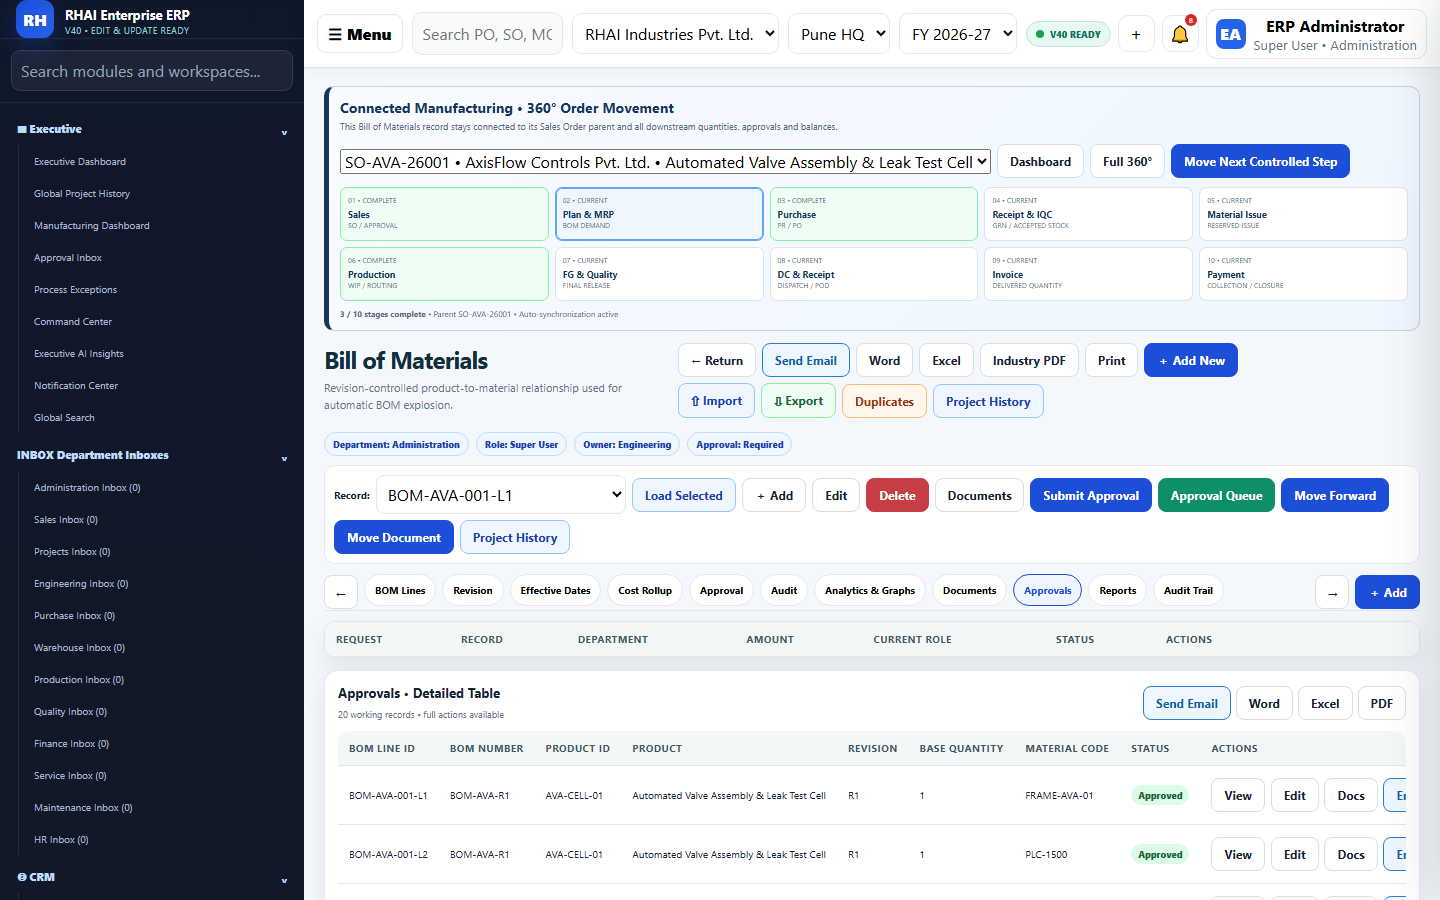 RH
RHAI Enterprise ERP
V40 • EDIT & UPDATE READY
Search modules and workspaces...
Executive
Executive Dashboard
Global Project History
Manufacturing Dashboard
Approval Inbox
Process Exceptions
Command Center
Executive AI Insights
Notification Center
Global Search
INBOX Department Inboxes
Administration Inbox (0)
Sales Inbox (0)
Projects Inbox (0)
Engineering Inbox (0)
Purchase Inbox (0)
Warehouse Inbox (0)
Production Inbox (0)
Quality Inbox (0)
Finance Inbox (0)
Service Inbox (0)
Maintenance Inbox (0)
HR Inbox (0)
CRM
☰ Menu
Search PO, SO, MC
RHAI Industries Pvt. Ltd.
Pune HQ
FY 2026-27
V40 READY
+
8
EA
ERP Administrator
Super User • Administration
Connected Manufacturing • 360° Order Movement
This Bill of Materials record stays connected to its Sales Order parent and all downstream quantities, approvals and balances.
SO-AVA-26001 • AxisFlow Controls Pvt. Ltd. • Automated Valve Assembly & Leak Test Cell
Dashboard
Full 360°
Move Next Controlled Step
01 • COMPLETE
Sales
SO / APPROVAL
02 • CURRENT
Plan & MRP
BOM DEMAND
03 • COMPLETE
Purchase
PR / PO
04 • CURRENT
Receipt & IQC
GRN / ACCEPTED STOCK
05 • CURRENT
Material Issue
RESERVED ISSUE
06 • COMPLETE
Production
WIP / ROUTING
07 • CURRENT
FG & Quality
FINAL RELEASE
08 • CURRENT
DC & Receipt
DISPATCH / POD
09 • CURRENT
Invoice
DELIVERED QUANTITY
10 • CURRENT
Payment
COLLECTION / CLOSURE
3 / 10 stages complete • Parent SO-AVA-26001 • Auto-synchronization active
Bill of Materials
Revision-controlled product-to-material relationship used for
automatic BOM explosion.
← Return
Send Email
Word
Excel
Industry PDF
Print
+ Add New
⇧ Import
⇩ Export
Duplicates
Project History
Department: Administration
Role: Super User
Owner: Engineering
Approval: Required
Record:
BOM-AVA-001-L1
Load Selected
+ Add
Edit
Delete
Documents
Submit Approval
Approval Queue
Move Forward
Move Document
Project History
←
BOM Lines
Revision
Effective Dates
Cost Rollup
Approval
Audit
Analytics & Graphs
Documents
Approvals
Reports
Audit Trail
→
+ Add
REQUEST RECORD DEPARTMENT AMOUNT CURRENT ROLE STATUS ACTIONS
Approvals • Detailed Table
20 working records • full actions available
Send Email
Word
Excel
PDF
BOM LINE ID BOM NUMBER PRODUCT ID PRODUCT REVISION BASE QUANTITY MATERIAL CODE STATUS ACTIONS
BOM-AVA-001-L1 BOM-AVA-R1 AVA-CELL-01 Automated Valve Assembly & Leak Test Cell R1 1 FRAME-AVA-01 Approved View Edit Docs
BOM-AVA-001-L2 BOM-AVA-R1 AVA-CELL-01 Automated Valve Assembly & Leak Test Cell R1 1 PLC-1500 Approved View Edit Docs